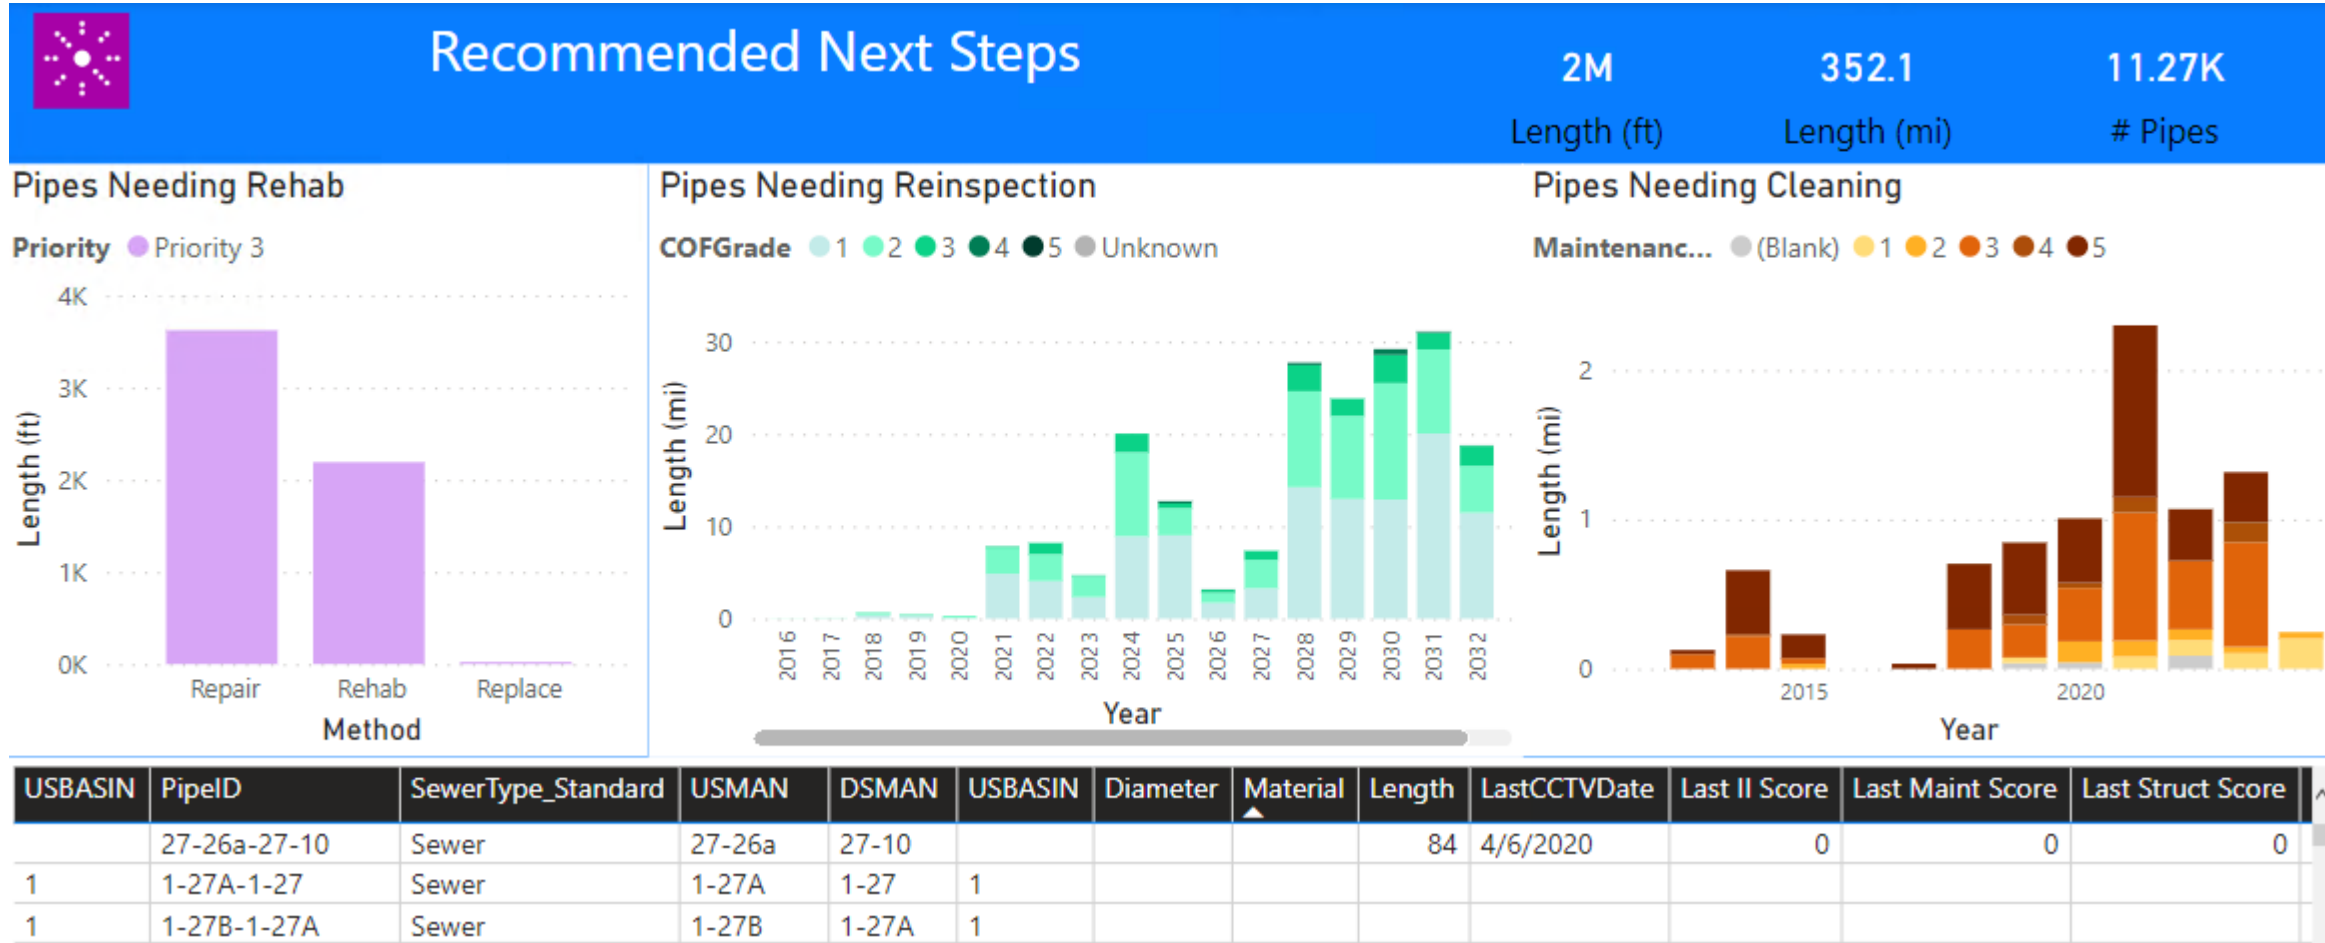 Recommended Next Steps
2M
Length (ft)
352.1
Length (mi)
11.27K
# Pipes
Pipes Needing Rehab
Priority Priority 3
4K
3K
2K
1K
0K
Length (ft)
Repair Rehab Replace
Method
Pipes Needing Reinspection
COFGrade 1 2 3 4 5 Unknown
30
20
10
0
Length (mi)
2016 2017 2018 2019 2020 2021 2022 2023 2024 2025 2026 2027 2028 2029 2030 2031 2032
Year
Pipes Needing Cleaning
Maintenanc... (Blank) 1 2 3 4 5
2
1
0
Length (mi)
2015 2020
Year
USBASIN PipeID SewerType_Standard USMAN DSMAN USBASIN Diameter Material Length LastCCTVDate Last II Score Last Maint Score Last Struct Score
27-26a-27-10 Sewer 27-26a 27-10 84 4/6/2020 0 0 0
1 1-27A-1-27 Sewer 1-27A 1-27 1
1 1-27B-1-27A Sewer 1-27B 1-27A 1